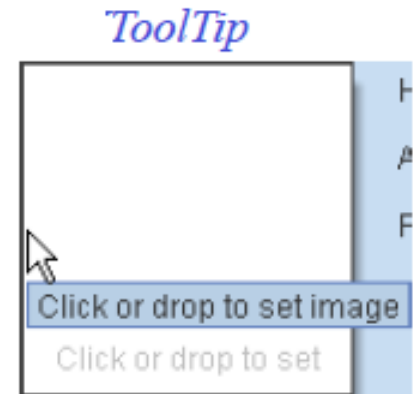 ToolTip
H
A
F
Click or drop to set image
Click or drop to set